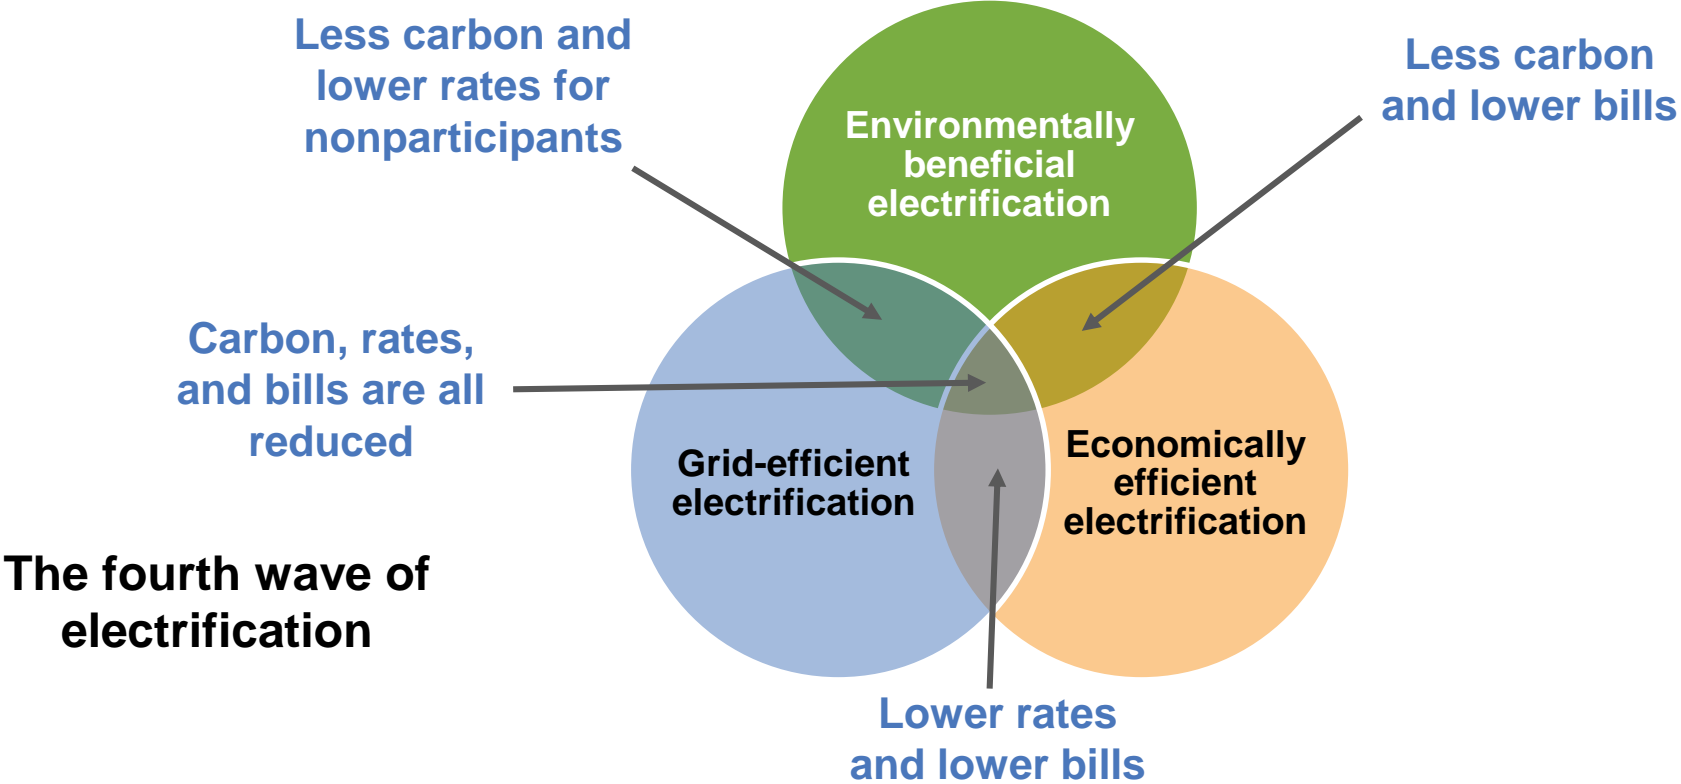 Less carbon and
lower rates for
nonparticipants
Less carbon
and lower bills
Environmentally
beneficial
electrification
Carbon, rates,
and bills are all
reduced
Grid-efficient
electrification
Economically
efficient
electrification
The fourth wave of
electrification
Lower rates
and lower bills